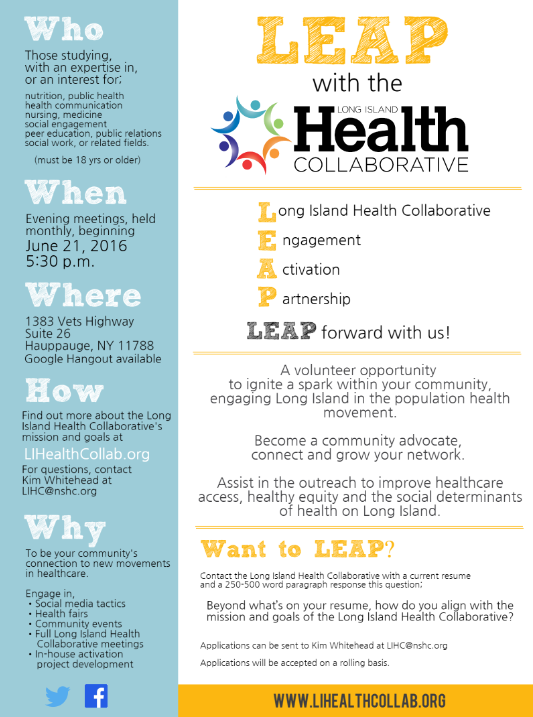 Who
Those studying,
with an expertise in,
or an interest for:
nutrition, public health
health communication
nursing, medicine
social engagement
peer education, public relations
social work, or related fields.
(must be 18 yrs or older)
When
Evening meetings, held
monthly, beginning
June 21, 2016
5:30 p.m.
Where
1383 Vets Highway
Suite 26
Hauppauge, NY 11788
Google Hangout available
How
Find out more about the Long
Island Health Collaborative's
mission and goals at
LIHealthCollab.org
For questions, contact
Kim Whitehead at
LIHC@nshc.org
Why
To be your community's
connection to new movements
in healthcare.
Engage in,
• Social media tactics
• Health fairs
• Community events
• Full Long Island Health
Collaborative meetings
• In-house activation
project development
LEAP
with the
LONG ISLAND
Health
COLLABORATIVE
Long Island Health Collaborative
Engagement
Activation
Partnership
LEAP forward with us!
A volunteer opportunity
to ignite a spark within your community,
engaging Long Island in the population health
movement.
Become a community advocate,
connect and grow your network.
Assist in the outreach to improve healthcare
access, healthy equity and the social determinants
of health on Long Island.
Want to LEAP?
Contact the Long Island Health Collaborative with a current resume
and a 250-500 word paragraph response this question:
Beyond what's on your resume, how do you align with the
mission and goals of the Long Island Health Collaborative?
Applications can be sent to Kim Whitehead at LIHC@nshc.org
Applications will be accepted on a rolling basis.
WWW.LIHEALTHCOLLAB.ORG